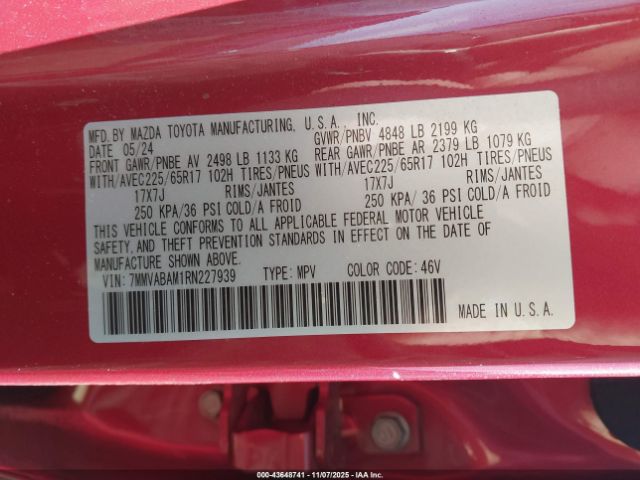 MFD. BY MAZDA TOYOTA MANUFACTURING, U.S.A., INC.
DATE 05/24 GVWR/PNBV 4848 LB 2199 KG
FRONT GAWR/PNBE AV 2498 LB 1133 KG REAR GAWR/PNBE AR 2379 LB 1079 KG
WITH/AVEC225/65R17 102H TIRES/PNEUS WITH/AVEC225/65R17 102H TIRES/PNEUS
17X7J RIMS/JANTES 17X7J RIMS/JANTES
250 KPA/36 PSI COLD/A FROID 250 KPA/ 36 PSI COLD/A FROID
THIS VEHICLE CONFORMS TO ALL APPLICABLE FEDERAL MOTOR VEHICLE
SAFETY, AND THEFT PREVENTION STANDARDS IN EFFECT ON THE DATE OF
MANUFACTURE SHOWN ABOVE.
VIN: 7MMVABAM1RN227939 TYPE: MPV COLOR CODE: 46V
MADE IN U.S.A.
000-43648741 - 11/07/2025 - IAAI Corp.